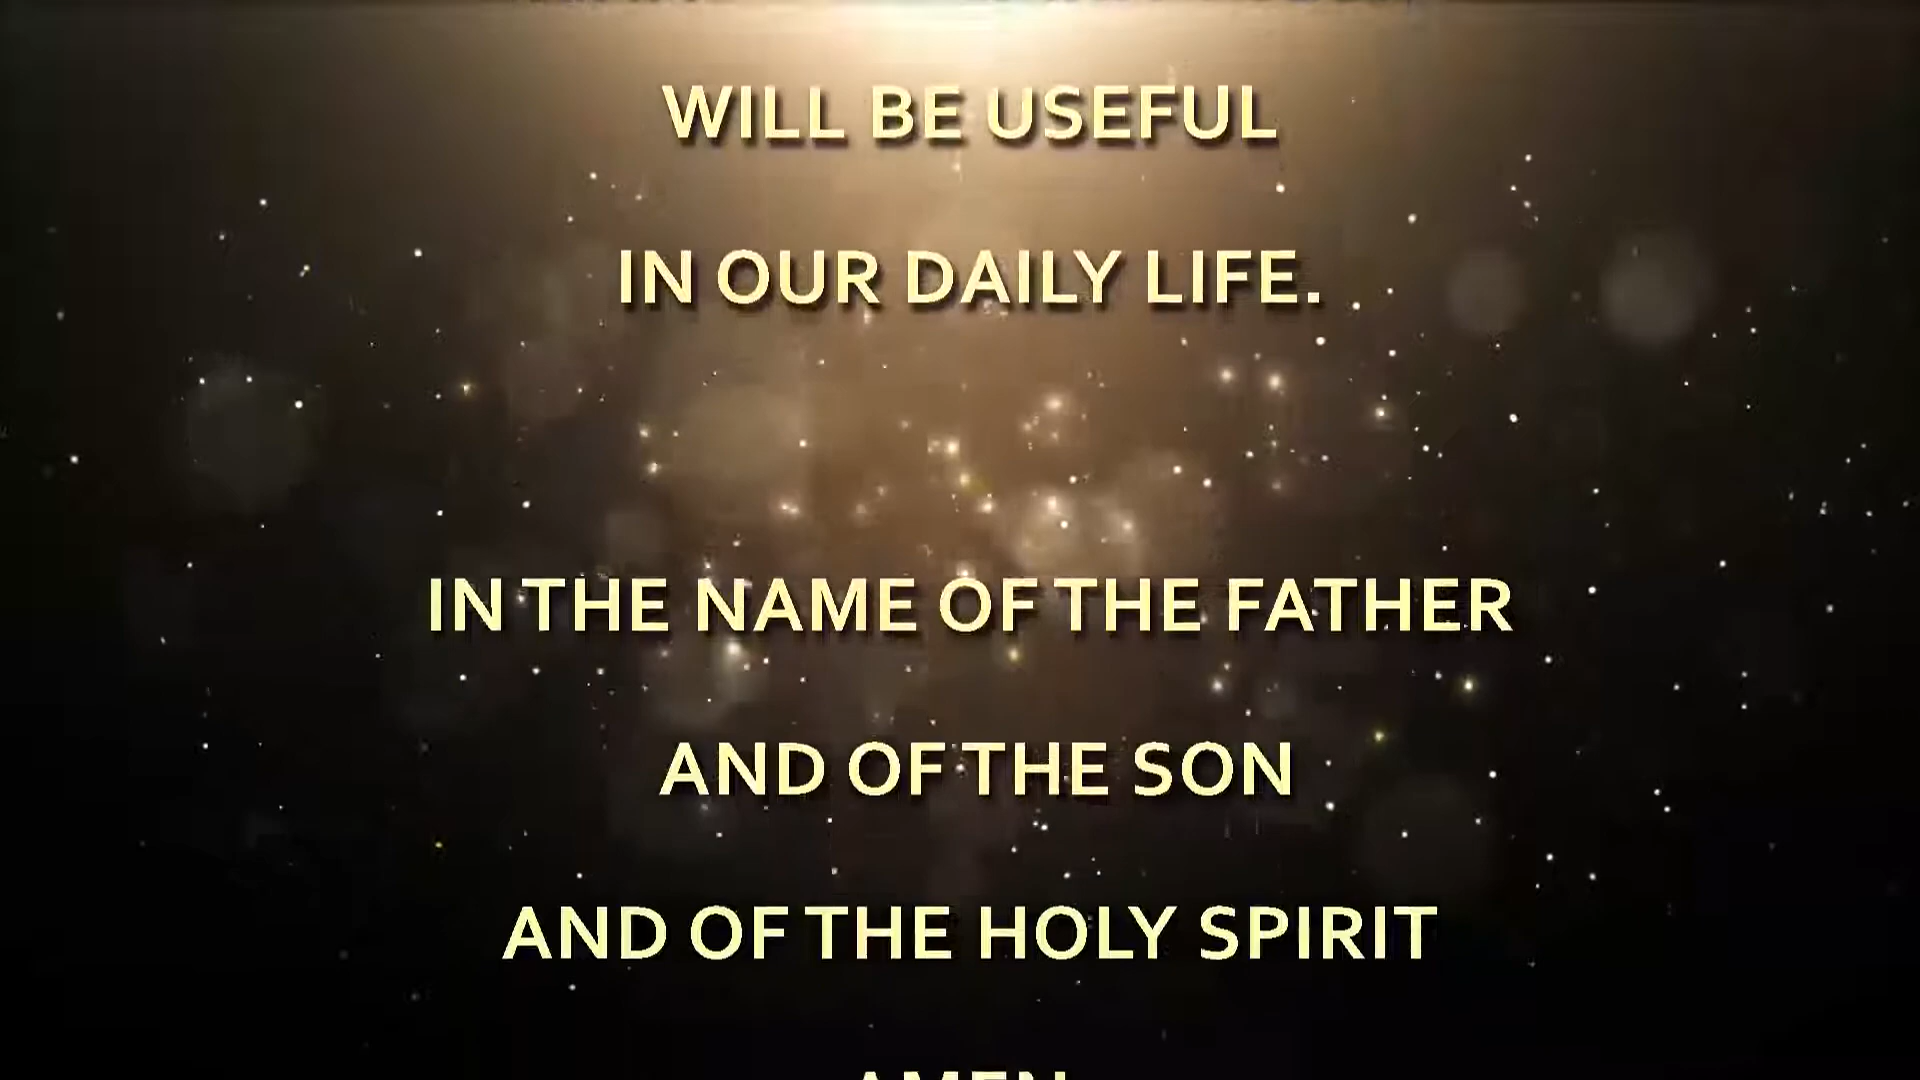 WILL BE USEFUL
IN OUR DAILY LIFE.
IN THE NAME OF THE FATHER
AND OF THE SON
AND OF THE HOLY SPIRIT
AMEN